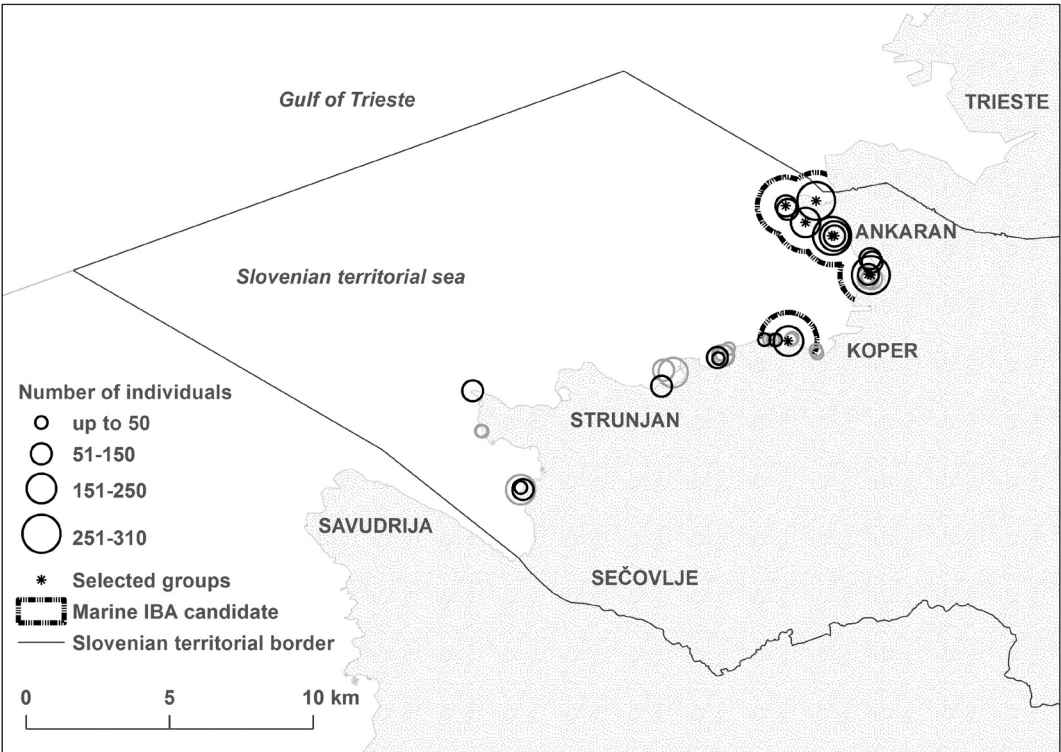 Gulf of Trieste
TRIESTE
ANKARAN
Slovenian territorial sea
KOPER
STRUNJAN
SAVUDRIJA
SEČOVLJE
Number of individuals
up to 50
51-150
151-250
251-310
Selected groups
Marine IBA candidate
Slovenian territorial border
0 5 10 km